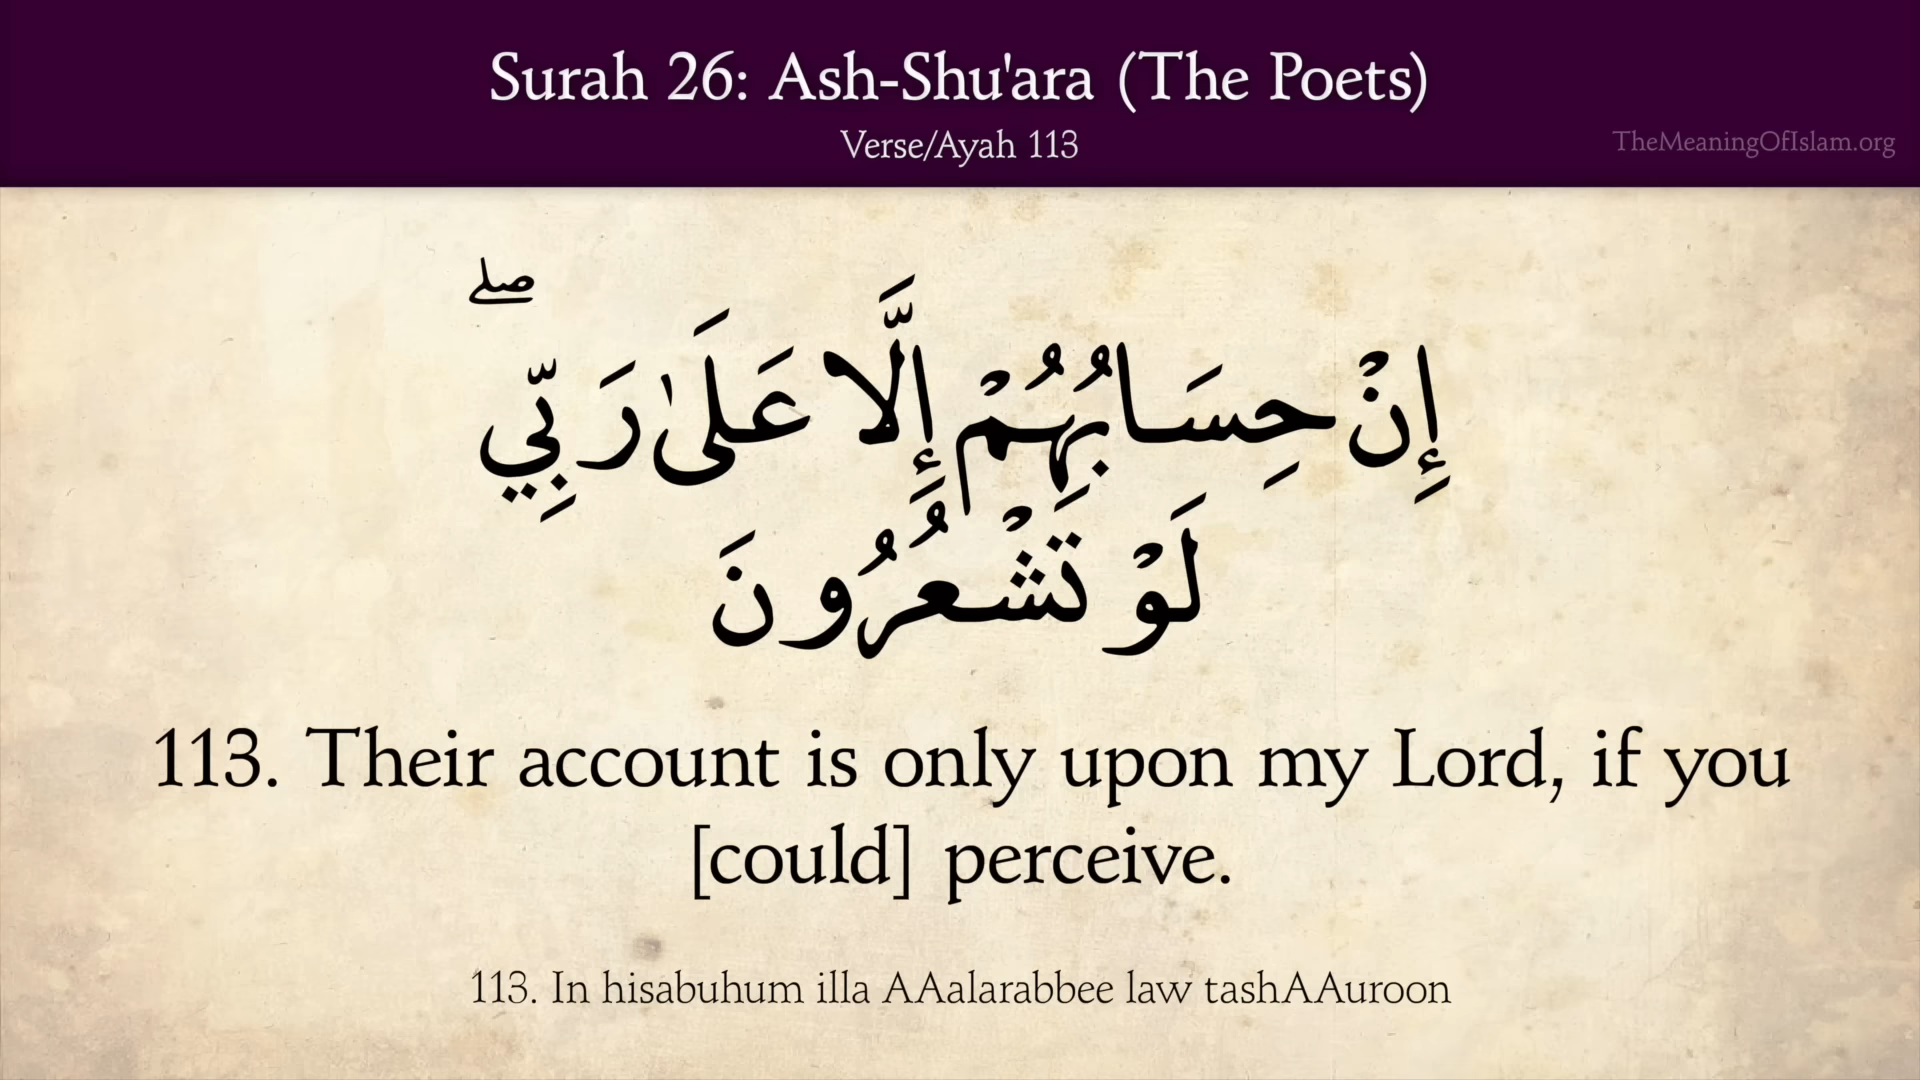 Surah 26: Ash-Shu'ara (The Poets)
Verse/Ayah 113
TheMeaningOfIslam.org
إِنْ حِسَابُهُمْ إِلَّا عَلَىٰ رَبِّي ۖ
لَوْ تَشْعُرُونَ
113. Their account is only upon my Lord, if you
[could] perceive.
113. In hisabuhum illa AAalarabbee law tashAAuroon